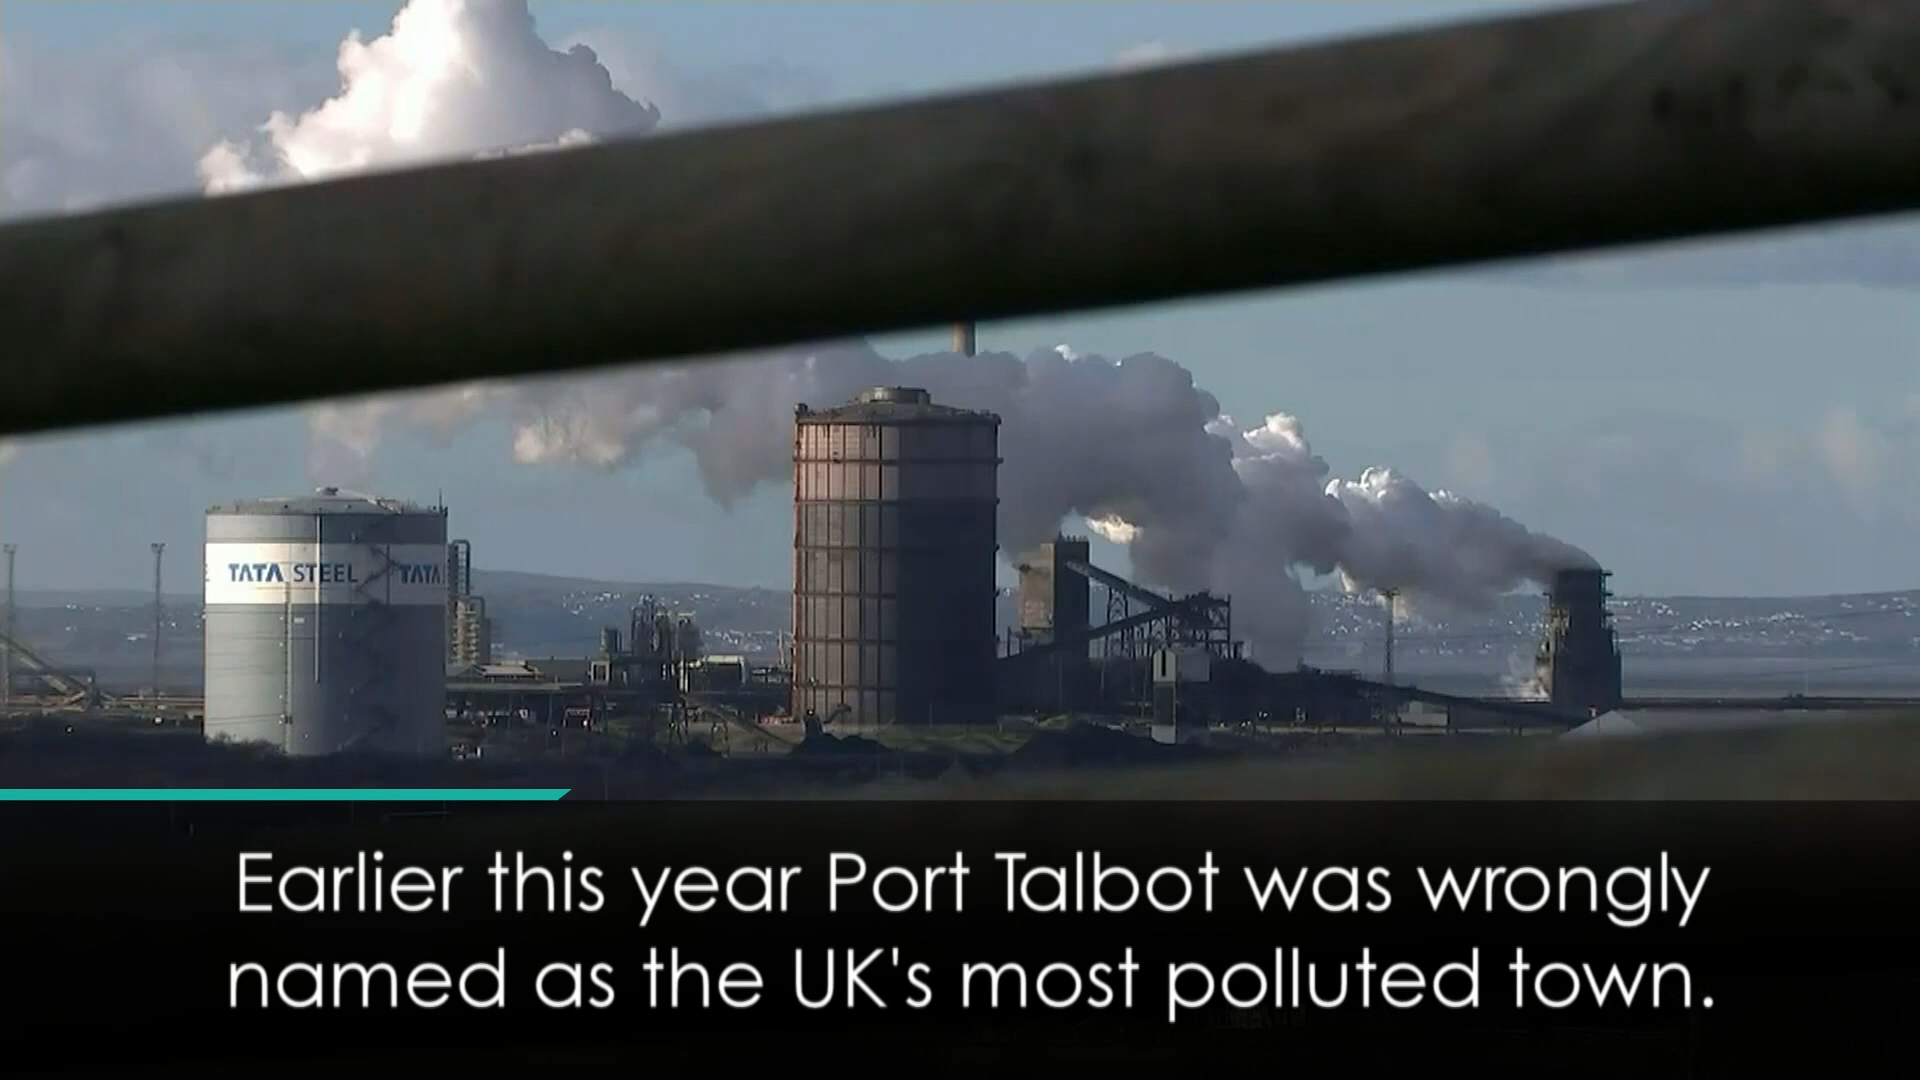 TATA STEEL TATA
Earlier this year Port Talbot was wrongly
named as the UK's most polluted town.